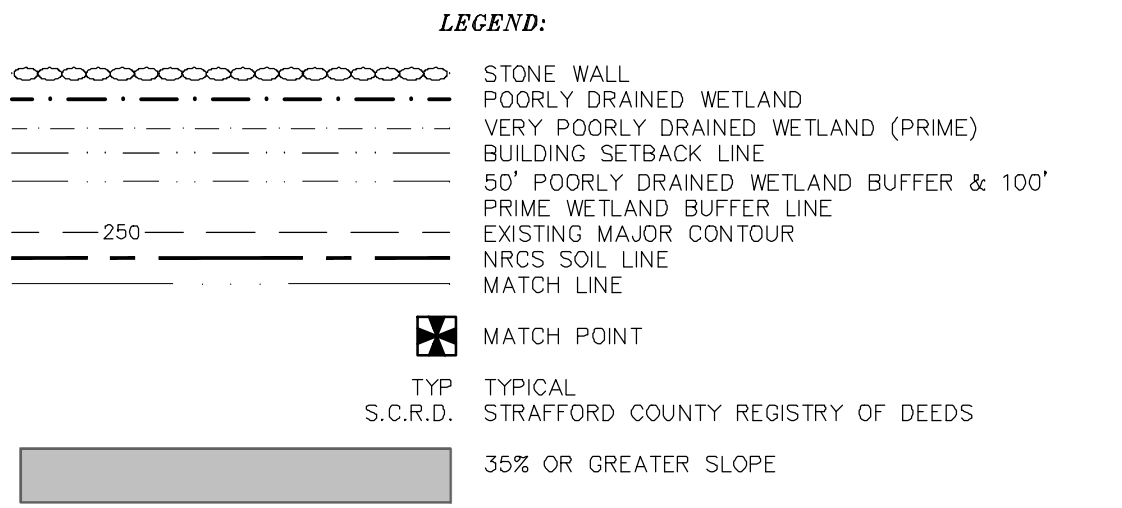 LEGEND:
STONE WALL
POORLY DRAINED WETLAND
VERY POORLY DRAINED WETLAND (PRIME)
BUILDING SETBACK LINE
50' POORLY DRAINED WETLAND BUFFER & 100'
PRIME WETLAND BUFFER LINE
250 EXISTING MAJOR CONTOUR
NRCS SOIL LINE
MATCH LINE
MATCH POINT
TYP TYPICAL
S.C.R.D. STRAFFORD COUNTY REGISTRY OF DEEDS
35% OR GREATER SLOPE